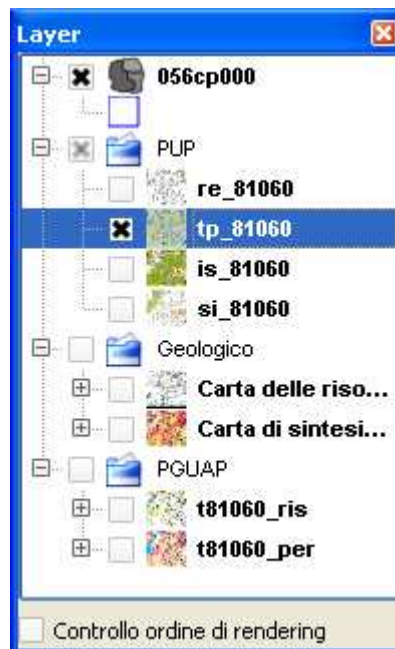 Layer
056cp000
PUP
re_81060
tp_81060
is_81060
si_81060
Geologico
Carta delle riso...
Carta di sintesi...
PGUAP
t81060_ris
t81060_per
Controllo ordine di rendering